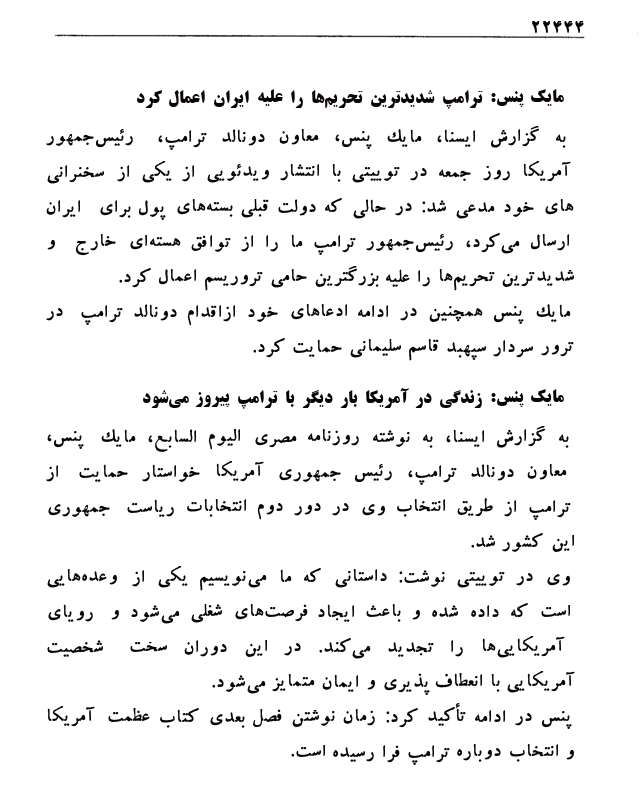 ۲۲۴۴۴
مایک پنس: ترامپ شدیدترین تحریم‌ها را علیه ایران اعمال کرد
به گزارش ایسنا، مایك پنس، معاون دونالد ترامپ، رئیس‌جمهور
آمریکا روز جمعه در توییتی با انتشار ویدئویی از یکی از سخنرانی
های خود مدعی شد: در حالی که دولت قبلی بسته‌های پول برای ایران
ارسال می‌کرد، رئیس‌جمهور ترامپ ما را از توافق هسته‌ای خارج و
شدیدترین تحریم‌ها را علیه بزرگترین حامی تروریسم اعمال کرد.
مایك پنس همچنین در ادامه ادعاهای خود ازاقدام دونالد ترامپ در
ترور سردار سپهبد قاسم سلیمانی حمایت کرد.
مایک پنس: زندگی در آمریکا بار دیگر با ترامپ پیروز می‌شود
به گزارش ایسنا، به نوشته روزنامه مصری الیوم السابع، مایك پنس،
معاون دونالد ترامپ، رئیس جمهوری آمریکا خواستار حمایت از
ترامپ از طریق انتخاب وی در دور دوم انتخابات ریاست جمهوری
این کشور شد.
وی در توییتی نوشت: داستانی که ما می‌نویسیم یکی از وعده‌هایی
است که داده شده و باعث ایجاد فرصت‌های شغلی می‌شود و رویای
آمریکایی‌ها را تجدید می‌کند. در این دوران سخت شخصیت
آمریکایی با انعطاف پذیری و ایمان متمایز می‌شود.
پنس در ادامه تأکید کرد: زمان نوشتن فصل بعدی کتاب عظمت آمریکا
و انتخاب دوباره ترامپ فرا رسیده است.